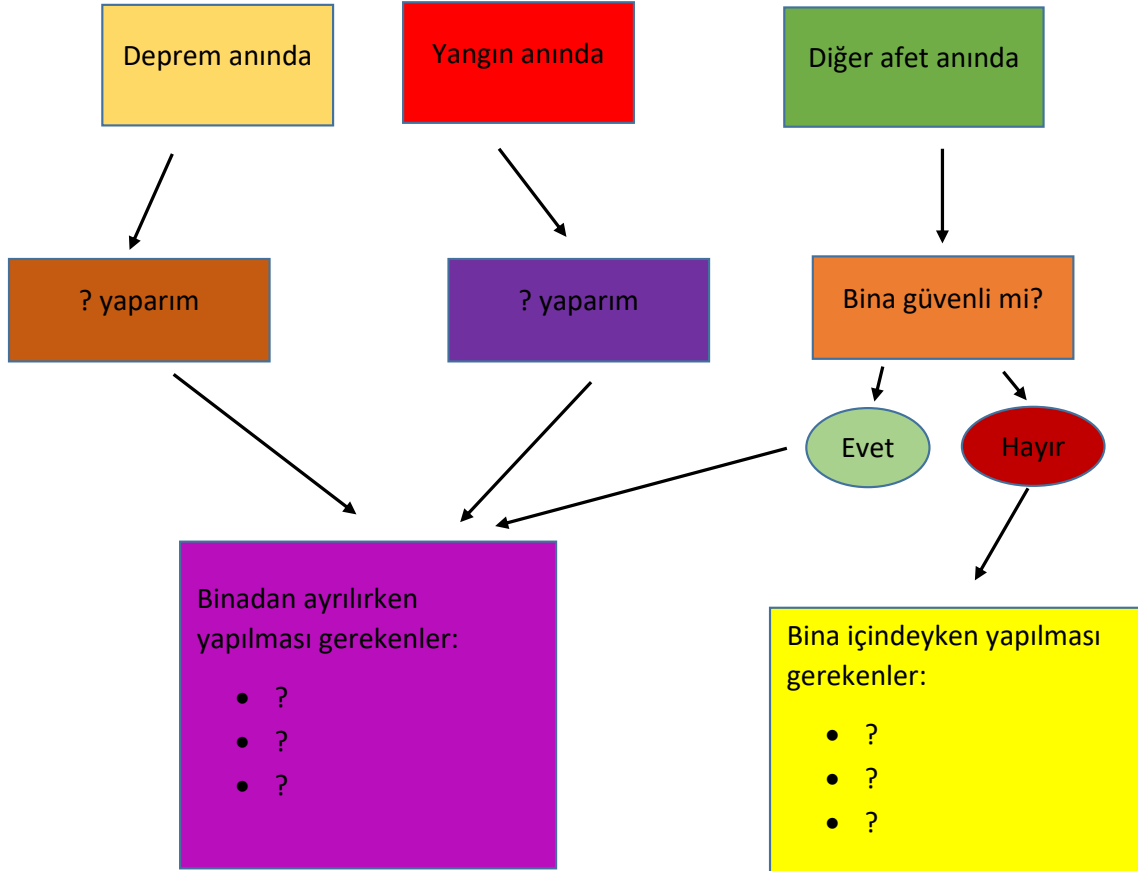 Deprem anında
Yangın anında
Diğer afet anında
? yaparım
? yaparım
Bina güvenli mi?
Evet
Hayır
Binadan ayrılırken
yapılması gerekenler:
• ?
• ?
• ?
Bina içindeyken yapılması
gerekenler:
• ?
• ?
• ?